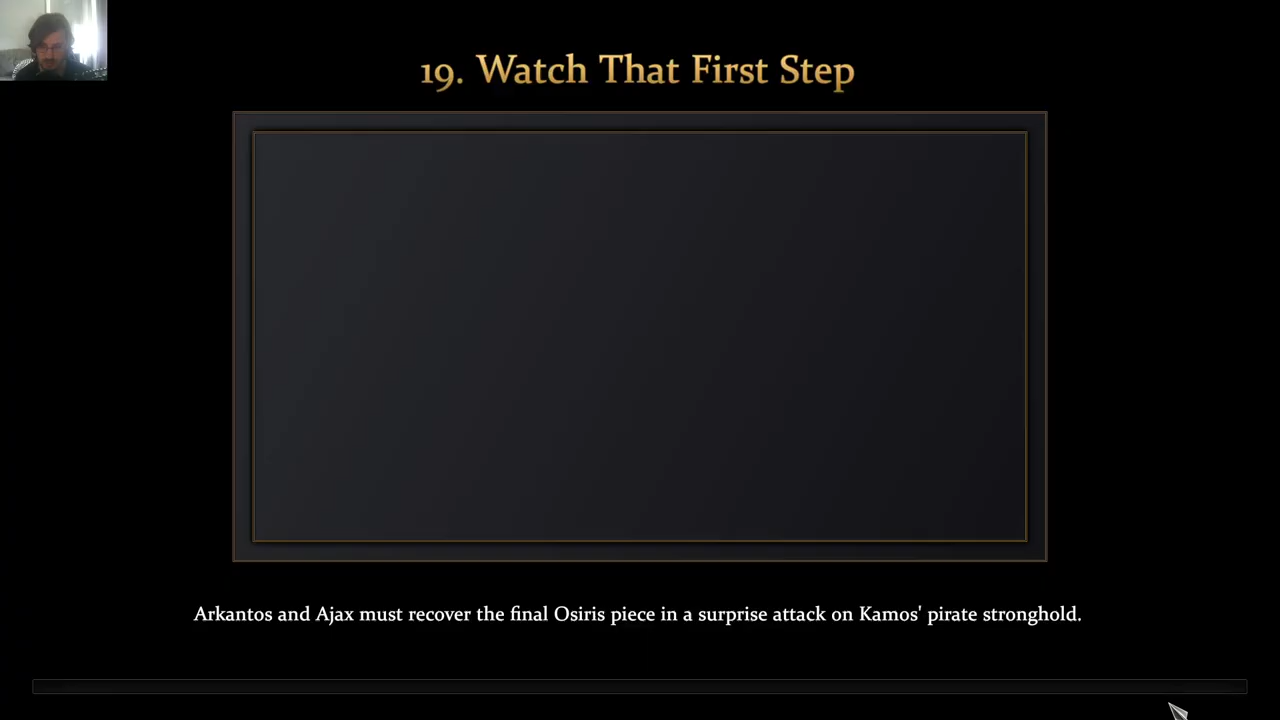 19. Watch That First Step
Arkantos and Ajax must recover the final Osiris piece in a surprise attack on Kamos' pirate stronghold.